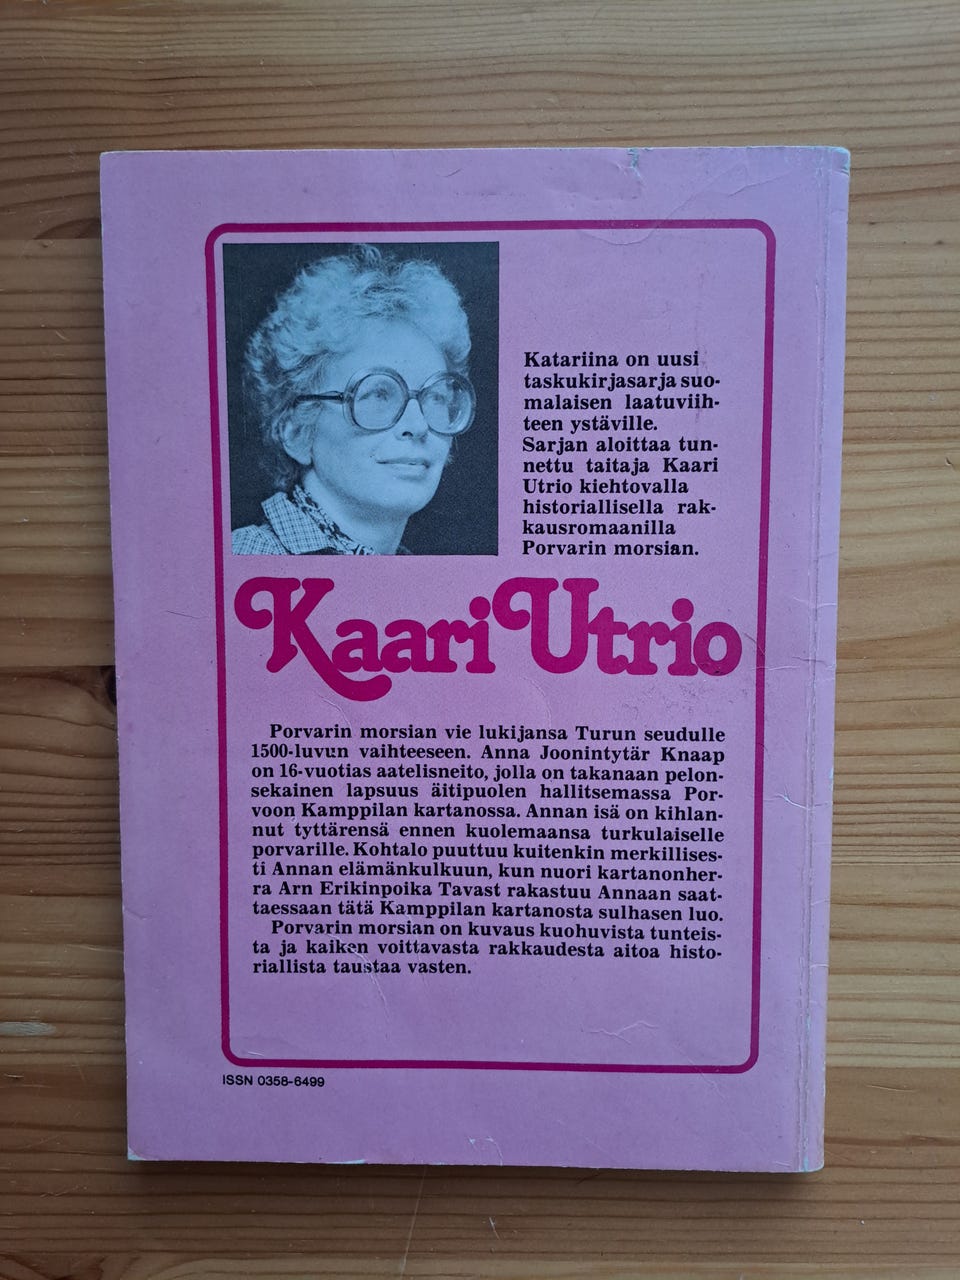 Katariina on uusi
taskukirjasarja suo-
malaisen laatuviih-
teen ystäville.
Sarjan aloittaa tun-
nettu taitaja Kaari
Utrio kiehtovalla
historiallisella rak-
kausromaanilla
Porvarin morsian.
Kaari Utrio
Porvarin morsian vie lukijansa Turun seudulle
1500-luvun vaihteeseen. Anna Joonintytär Knaap
on 16-vuotias aatelisneito, jolla on takanaan pelon-
sekainen lapsuus äitipuolen hallitsemassa Por-
voon Kamppilan kartanossa. Annan isä on kihlan-
nut tyttärensä ennen kuolemaansa turkulaiselle
porvarille. Kohtalo puuttuu kuitenkin merkillises-
ti Annan elämänkulkuun, kun nuori kartanonher-
ra Arn Erikinpoika Tavast rakastuu Annaan saat-
taessaan tätä Kamppilan kartanosta sulhasen luo.
Porvarin morsian on kuvaus kuohuvista tunteis-
ta ja kaiken voittavasta rakkaudesta aitoa histo-
riallista taustaa vasten.
ISSN 0358-6499